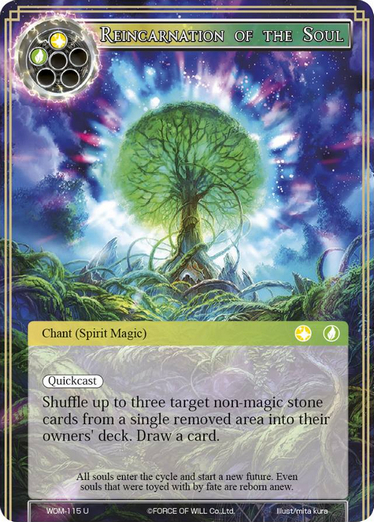 Reincarnation of the Soul
Chant (Spirit Magic)
Quickcast
Shuffle up to three target non-magic stone
cards from a single removed area into their
owners' deck. Draw a card.
All souls enter the cycle and start a new future. Even
souls that were toyed with by fate are reborn anew.
WDM-115 U ©FORCE OF WILL Co.,Ltd. Illust/mita kura